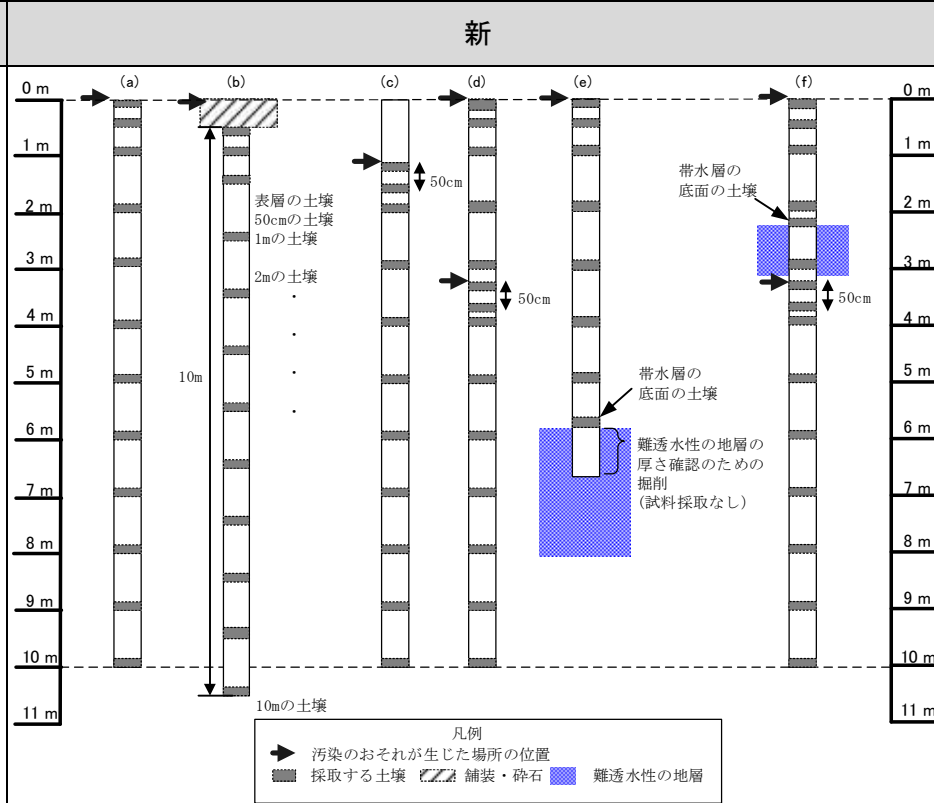 新
(a)
(b)
(c)
(d)
(e)
(f)
0 m
1 m
2 m
3 m
4 m
5 m
6 m
7 m
8 m
9 m
10 m
11 m
10m
表層の土壌
50cmの土壌
1mの土壌
2mの土壌
・
・
・
・
10mの土壌
50cm
50cm
帯水層の
底面の土壌
難透水性の地層の
厚さ確認のための
掘削
(試料採取なし)
帯水層の
底面の土壌
50cm
0 m
1 m
2 m
3 m
4 m
5 m
6 m
7 m
8 m
9 m
10 m
11 m
凡例
汚染のおそれが生じた場所の位置
採取する土壌 舗装・砕石 難透水性の地層